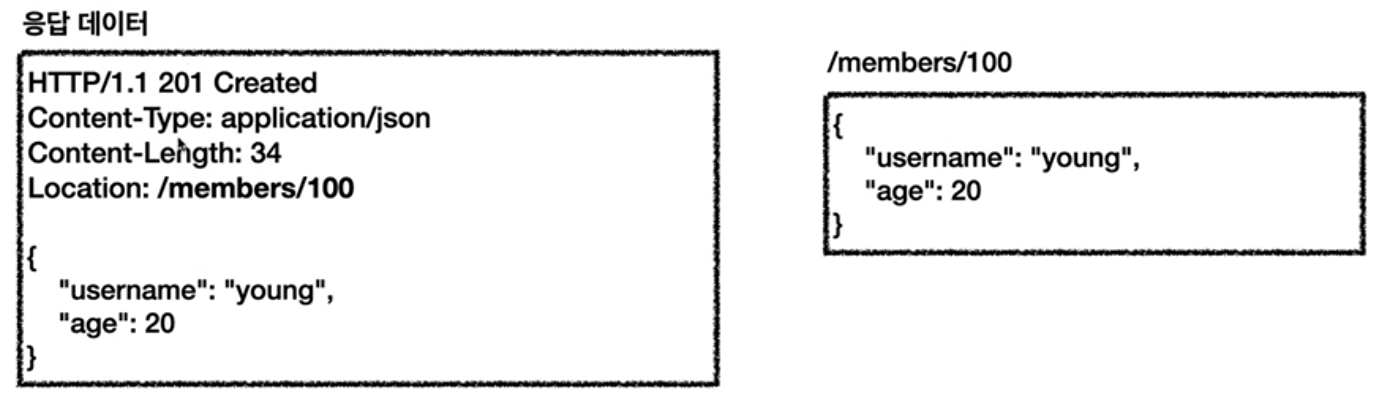 응답 데이터
HTTP/1.1 201 Created
Content-Type: application/json
Content-Length: 34
Location: /members/100
{
"username": "young",
"age": 20
}
/members/100
{
"username": "young",
"age": 20
}